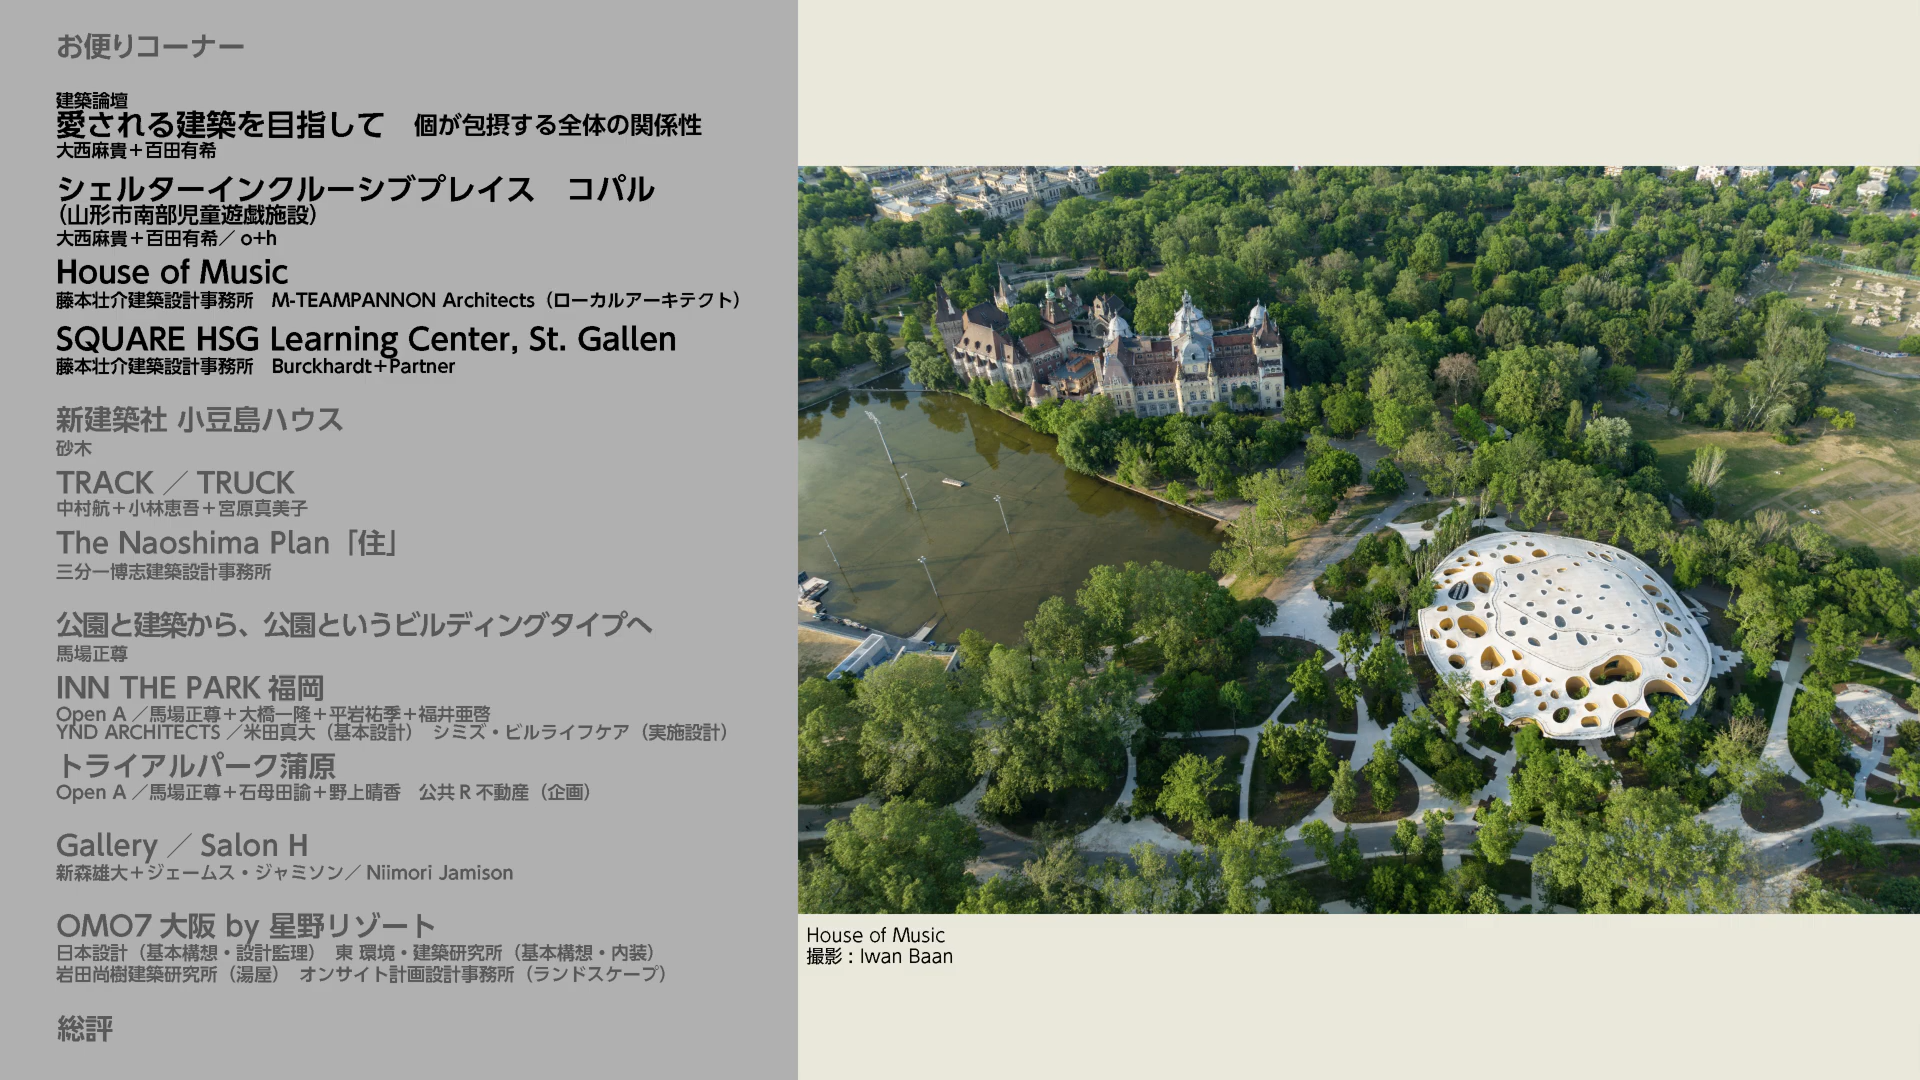 お便りコーナー
建築論壇
愛される建築を目指して　個が包摂する全体の関係性
大西麻貴＋百田有希
シェルターインクルーシブプレイス　コパル
（山形市南部児童遊戯施設）
大西麻貴＋百田有希／ o+h
House of Music
藤本壮介建築設計事務所　M-TEAMPANNON Architects（ローカルアーキテクト）
SQUARE HSG Learning Center, St. Gallen
藤本壮介建築設計事務所　Burckhardt+Partner
新建築社 小豆島ハウス
砂木
TRACK ／ TRUCK
中村航＋小林恵吾＋宮原真美子
The Naoshima Plan「住」
三分一博志建築設計事務所
公園と建築から、公園というビルディングタイプへ
馬場正尊
INN THE PARK 福岡
Open A ／馬場正尊＋大橋一隆＋平岩祐季＋福井亜啓
YND ARCHITECTS ／米田真大（基本設計）　シミズ・ビルライフケア（実施設計）
トライアルパーク蒲原
Open A ／馬場正尊＋石母田諭＋野上晴香　公共 R 不動産（企画）
Gallery ／ Salon H
新森雄大＋ジェームス・ジャミソン／ Niimori Jamison
OMO7 大阪 by 星野リゾート
日本設計（基本構想・設計監理）　東 環境・建築研究所（基本構想・内装）
岩田尚樹建築研究所（湯屋）　オンサイト計画設計事務所（ランドスケープ）
総評
House of Music
撮影 : Iwan Baan